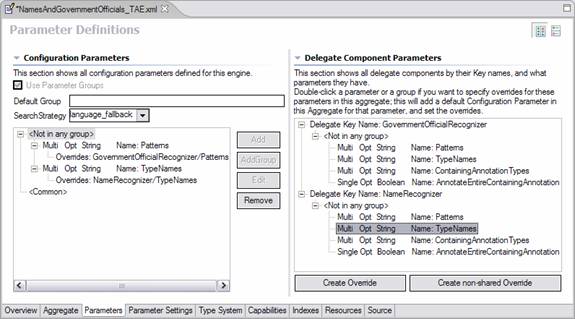 *NamesAndGovernmentOfficials_TAE.xml
Parameter Definitions
Configuration Parameters
This section shows all configuration parameters defined for this engine.
Use Parameter Groups
Default Group
SearchStrategy language_fallback
<Not in any group>
Multi Opt String Name: Patterns
Overrides: GovernmentOfficialRecognizer/Patterns
Multi Opt String Name: TypeNames
Overrides: NameRecognizer/TypeNames
<Common>
Add
AddGroup
Edit
Remove
Delegate Component Parameters
This section shows all delegate components by their Key names, and what
parameters they have.
Double-click a parameter or a group if you want to specify overrides for these
parameters in this aggregate; this will add a default Configuration Parameter in
this Aggregate for that parameter, and set the overrides.
Delegate Key Name: GovernmentOfficialRecognizer
<Not in any group>
Multi Opt String Name: Patterns
Multi Opt String Name: TypeNames
Multi Opt String Name: ContainingAnnotationTypes
Single Opt Boolean Name: AnnotateEntireContainingAnnotation
Delegate Key Name: NameRecognizer
<Not in any group>
Multi Opt String Name: Patterns
Multi Opt String Name: TypeNames
Multi Opt String Name: ContainingAnnotationTypes
Single Opt Boolean Name: AnnotateEntireContainingAnnotation
Create Override Create non-shared Override
Overview Aggregate Parameters Parameter Settings Type System Capabilities Indexes Resources Source